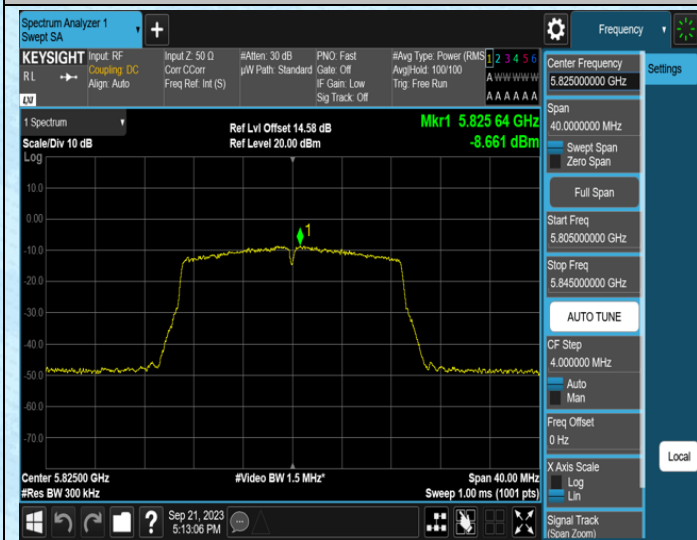 Spectrum Analyzer 1
Swept SA
+
Frequency
KEYSIGHT
Input: RF
Coupling: DC
Align: Auto
Input Z: 50 Ω
Corr CCorr
Freq Ref: Int (S)
#Atten: 30 dB
µW Path: Standard
PNO: Fast
Gate: Off
IF Gain: Low
Sig Track: Off
#Avg Type: Power (RMS
Avg|Hold: 100/100
Trig: Free Run
1 2 3 4 5 6
A W W W W W
A A A A A A
R L
LXI
1 Spectrum
Scale/Div 10 dB
Log
Ref Lvl Offset 14.58 dB
Ref Level 20.00 dBm
Mkr1 5.825 64 GHz
-8.661 dBm
10.0
0.00
-10.0
-20.0
-30.0
-40.0
-50.0
-60.0
-70.0
1
Center 5.82500 GHz
#Res BW 300 kHz
#Video BW 1.5 MHz*
Span 40.00 MHz
Sweep 1.00 ms (1001 pts)
?
Sep 21, 2023
5:13:06 PM
Center Frequency
5.825000000 GHz
Span
40.0000000 MHz
Swept Span
Zero Span
Full Span
Start Freq
5.805000000 GHz
Stop Freq
5.845000000 GHz
AUTO TUNE
CF Step
4.000000 MHz
Auto
Man
Freq Offset
0 Hz
X Axis Scale
Log
Lin
Signal Track
(Span Zoom)
Settings
Local